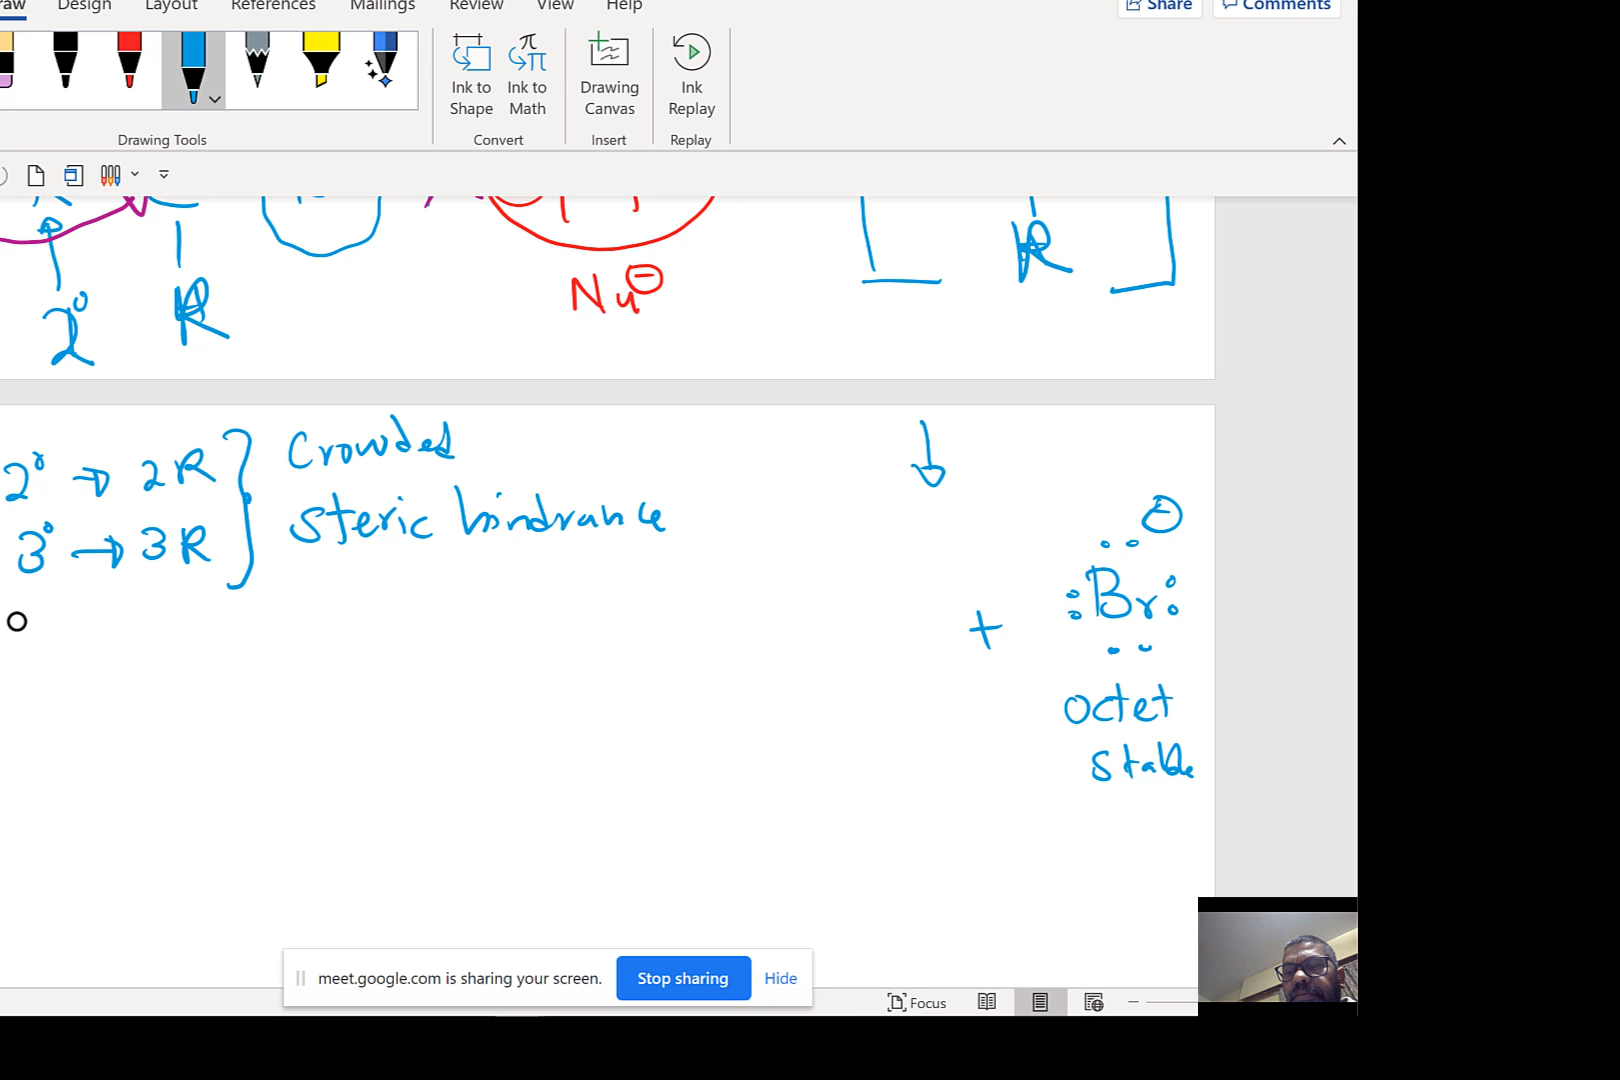 Draw Design Layout References Mailings Review View Help Share Comments
Ink to Shape
Ink to Math
Drawing Canvas
Ink Replay
Drawing Tools Convert Insert Replay
R
Nu⊖
2° R
2° → 2R } Crowded
3° → 3R steric hindrance
⊖
+ :Br:
octet
stable
meet.google.com is sharing your screen. Stop sharing Hide
Focus